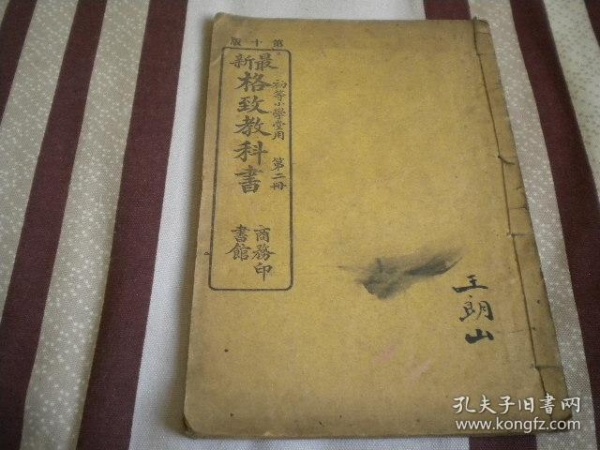 第十版
最新
格致教科書
初等小學堂用 第二冊
商務印
書館
王朗山
孔夫子旧书网
www.kongfz.com